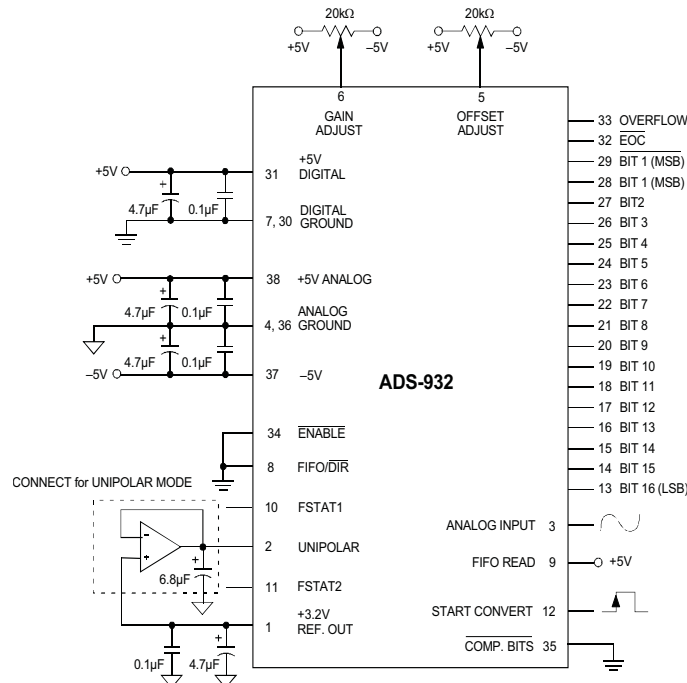 20kΩ 20kΩ
+5V –5V +5V –5V
6 5
GAIN ADJUST
OFFSET ADJUST
+5V
4.7µF 0.1µF
+
31 +5V DIGITAL
7, 30 DIGITAL GROUND
+5V
4.7µF 0.1µF
+
38 +5V ANALOG
4, 36 ANALOG GROUND
4.7µF 0.1µF
+
–5V
37 –5V
ADS-932
34 ENABLE
8 FIFO/DIR
CONNECT for UNIPOLAR MODE
10 FSTAT1
2 UNIPOLAR
–
+
+
6.8µF
11 FSTAT2
1 +3.2V REF. OUT
+
0.1µF 4.7µF
33 OVERFLOW
32 EOC
29 BIT 1 (MSB)
28 BIT 1 (MSB)
27 BIT2
26 BIT 3
25 BIT 4
24 BIT 5
23 BIT 6
22 BIT 7
21 BIT 8
20 BIT 9
19 BIT 10
18 BIT 11
17 BIT 12
16 BIT 13
15 BIT 14
14 BIT 15
13 BIT 16 (LSB)
ANALOG INPUT 3
FIFO READ 9 +5V
START CONVERT 12
COMP. BITS 35